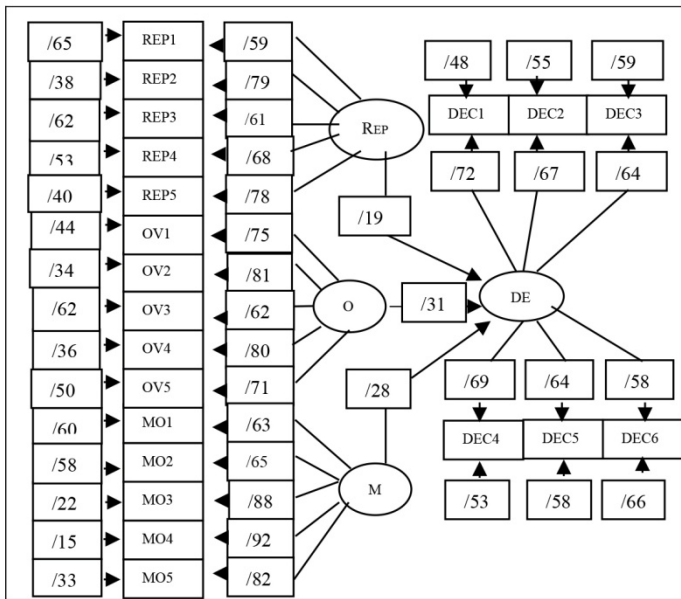 /65 REP1 /59
/38 REP2 /79
/62 REP3 /61
/53 REP4 /68
/40 REP5 /78
/44 OV1 /75
/34 OV2 /81
/62 OV3 /62
/36 OV4 /80
/50 OV5 /71
/60 MO1 /63
/58 MO2 /65
/22 MO3 /88
/15 MO4 /92
/33 MO5 /82
REP
O
M
/19
/31
/28
/48 /55 /59
DEC1 DEC2 DEC3
/72 /67 /64
DE
/69 /64 /58
DEC4 DEC5 DEC6
/53 /58 /66